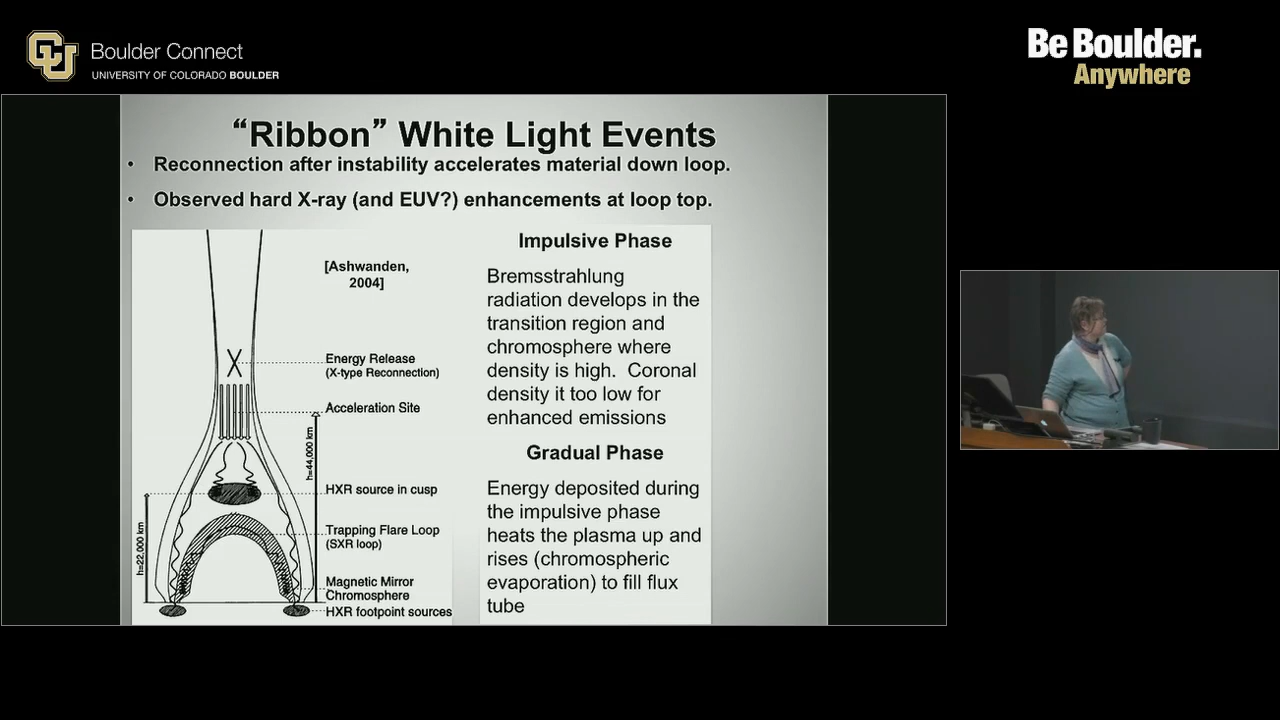 Boulder Connect
UNIVERSITY OF COLORADO BOULDER
Be Boulder.
Anywhere
“Ribbon” White Light Events
• Reconnection after instability accelerates material down loop.
• Observed hard X-ray (and EUV?) enhancements at loop top.
[Ashwanden,
2004]
Energy Release
(X-type Reconnection)
Acceleration Site
h=44,000 km
HXR source in cusp
h=22,000 km
Trapping Flare Loop
(SXR loop)
Magnetic Mirror
Chromosphere
HXR footpoint sources
Impulsive Phase
Bremsstrahlung
radiation develops in the
transition region and
chromosphere where
density is high. Coronal
density it too low for
enhanced emissions
Gradual Phase
Energy deposited during
the impulsive phase
heats the plasma up and
rises (chromospheric
evaporation) to fill flux
tube